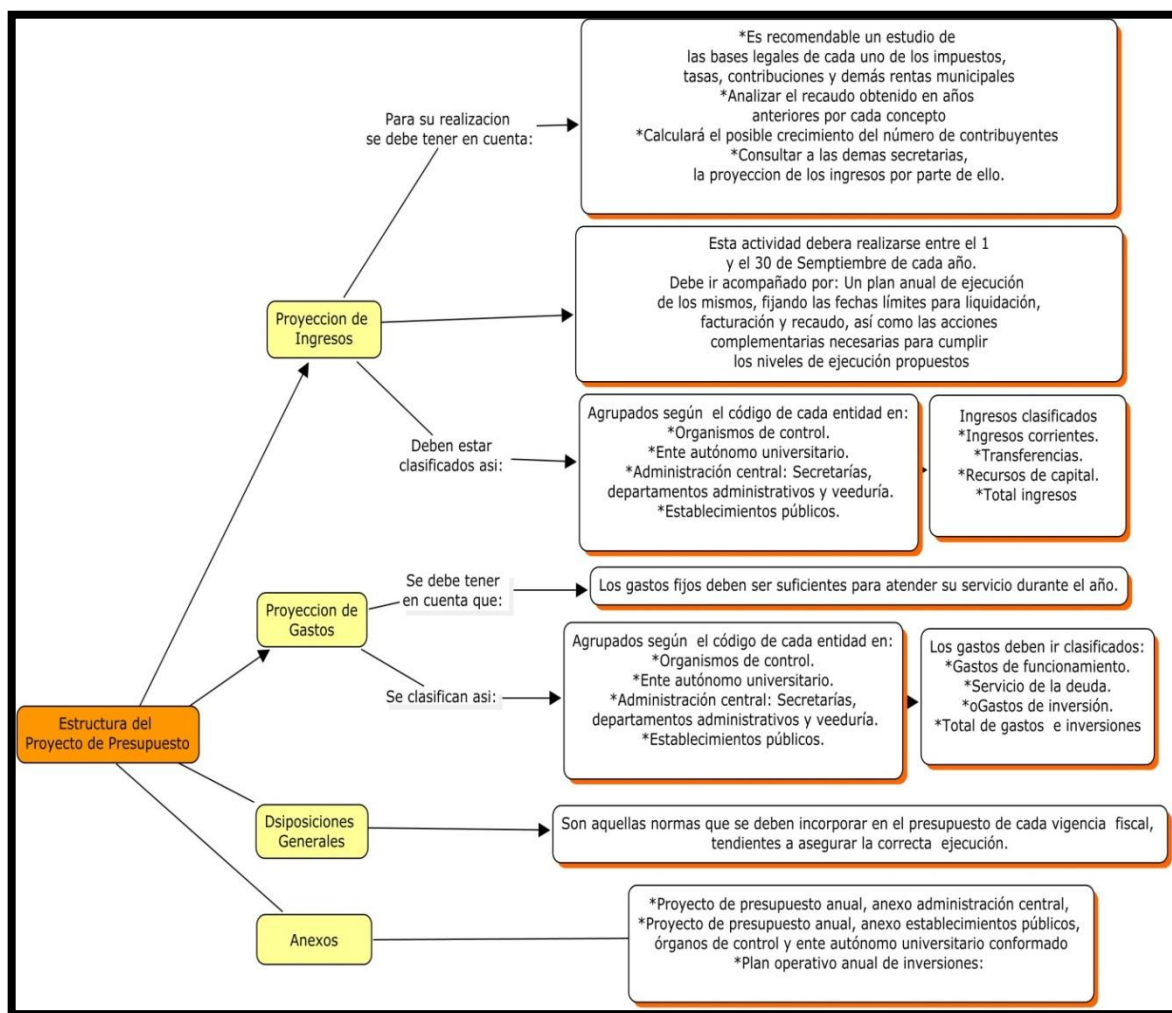 *Es recomendable un estudio de
las bases legales de cada uno de los impuestos,
tasas, contribuciones y demás rentas municipales
*Analizar el recaudo obtenido en años
anteriores por cada concepto
*Calculará el posible crecimiento del número de contribuyentes
*Consultar a las demas secretarias,
la proyeccion de los ingresos por parte de ello.
Para su realizacion
se debe tener en cuenta:
Esta actividad debera realizarse entre el 1
y el 30 de Semptiembre de cada año.
Debe ir acompañado por: Un plan anual de ejecución
de los mismos, fijando las fechas límites para liquidación,
facturación y recaudo, así como las acciones
complementarias necesarias para cumplir
los niveles de ejecución propuestos
Proyeccion de
Ingresos
Deben estar
clasificados asi:
Agrupados según el código de cada entidad en:
*Organismos de control.
*Ente autónomo universitario.
*Administración central: Secretarías,
departamentos administrativos y veeduría.
*Establecimientos públicos.
Ingresos clasificados
*Ingresos corrientes.
*Transferencias.
*Recursos de capital.
*Total ingresos
Se debe tener
en cuenta que:
Los gastos fijos deben ser suficientes para atender su servicio durante el año.
Proyeccion de
Gastos
Se clasifican asi:
Agrupados según el código de cada entidad en:
*Organismos de control.
*Ente autónomo universitario.
*Administración central: Secretarías,
departamentos administrativos y veeduría.
*Establecimientos públicos.
Los gastos deben ir clasificados:
*Gastos de funcionamiento.
*Servicio de la deuda.
*oGastos de inversión.
*Total de gastos e inversiones
Estructura del
Proyecto de Presupuesto
Dsiposiciones
Generales
Son aquellas normas que se deben incorporar en el presupuesto de cada vigencia fiscal,
tendientes a asegurar la correcta ejecución.
Anexos
*Proyecto de presupuesto anual, anexo administración central,
*Proyecto de presupuesto anual, anexo establecimientos públicos,
órganos de control y ente autónomo universitario conformado
*Plan operativo anual de inversiones: